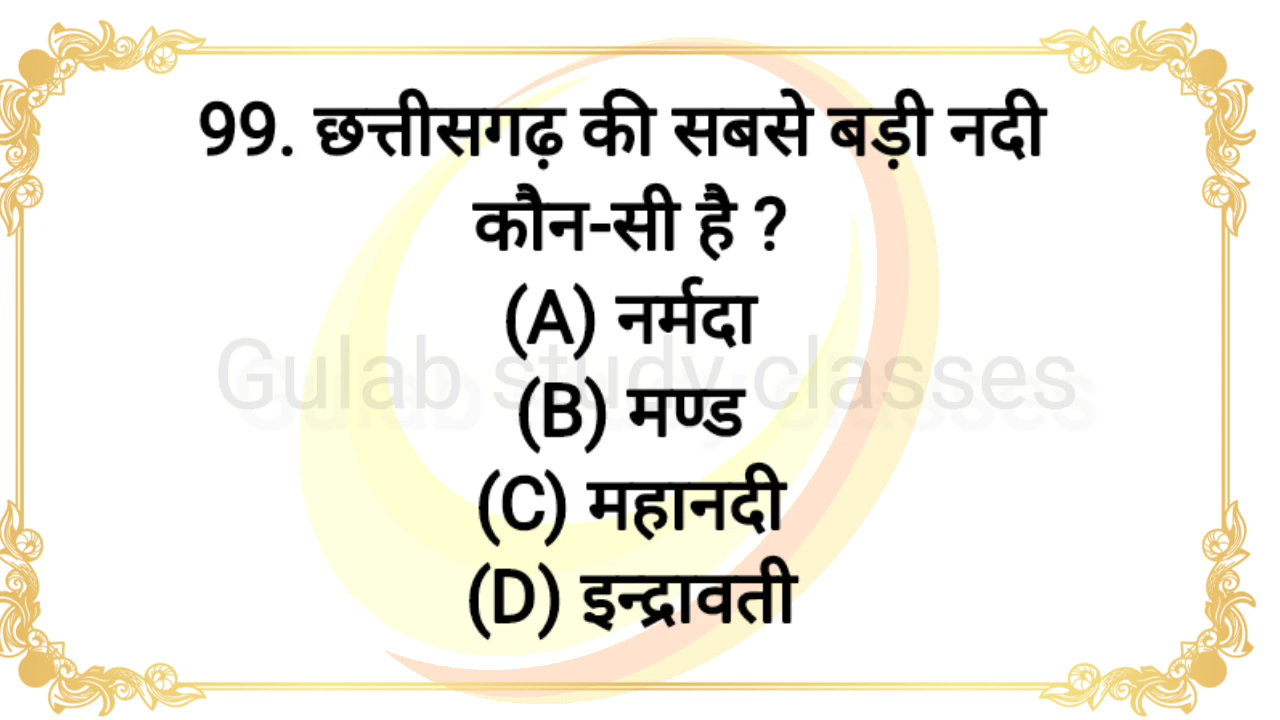 99. छत्तीसगढ़ की सबसे बड़ी नदी
कौन-सी है ?
(A) नर्मदा
Gulab study classes
(B) मण्ड
(C) महानदी
(D) इन्द्रावती